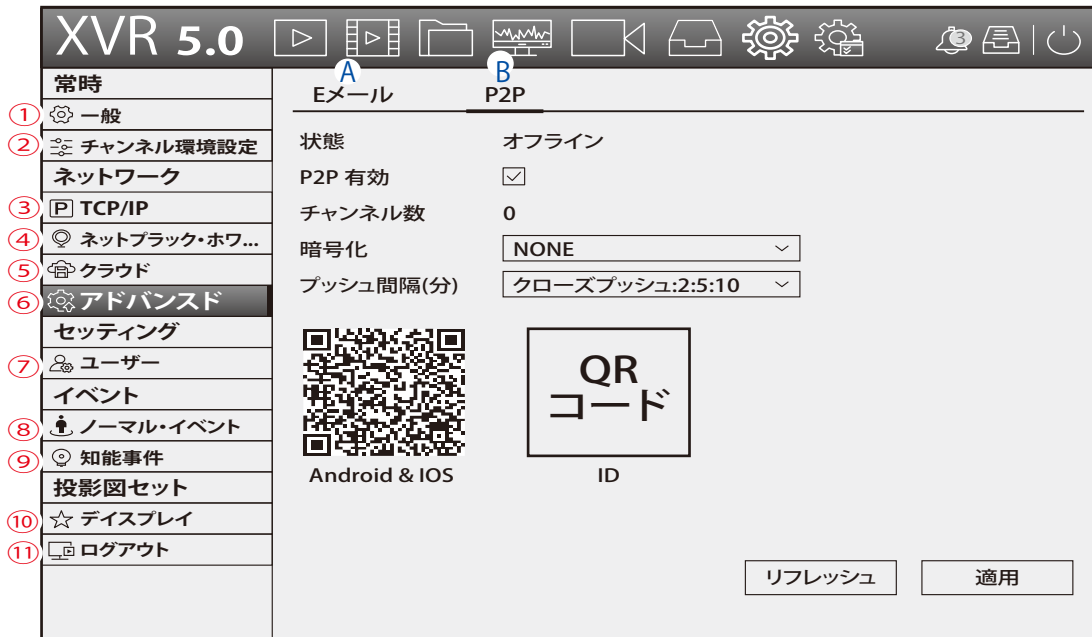 XVR 5.0
3
A
B
Eメール
P2P
常時
① 一般
② チャンネル環境設定
ネットワーク
③ P TCP/IP
④ ネットブラック・ホワ...
⑤ クラウド
⑥ アドバンスド
セッティング
⑦ ユーザー
イベント
⑧ ノーマル・イベント
⑨ 知能事件
投影図セット
⑩ デイスプレイ
⑪ ログアウト
状態 オフライン
P2P 有効
チャンネル数 0
暗号化 NONE
プッシュ間隔(分) クローズプッシュ:2:5:10
QR
コード
Android & IOS
ID
リフレッシュ
適用